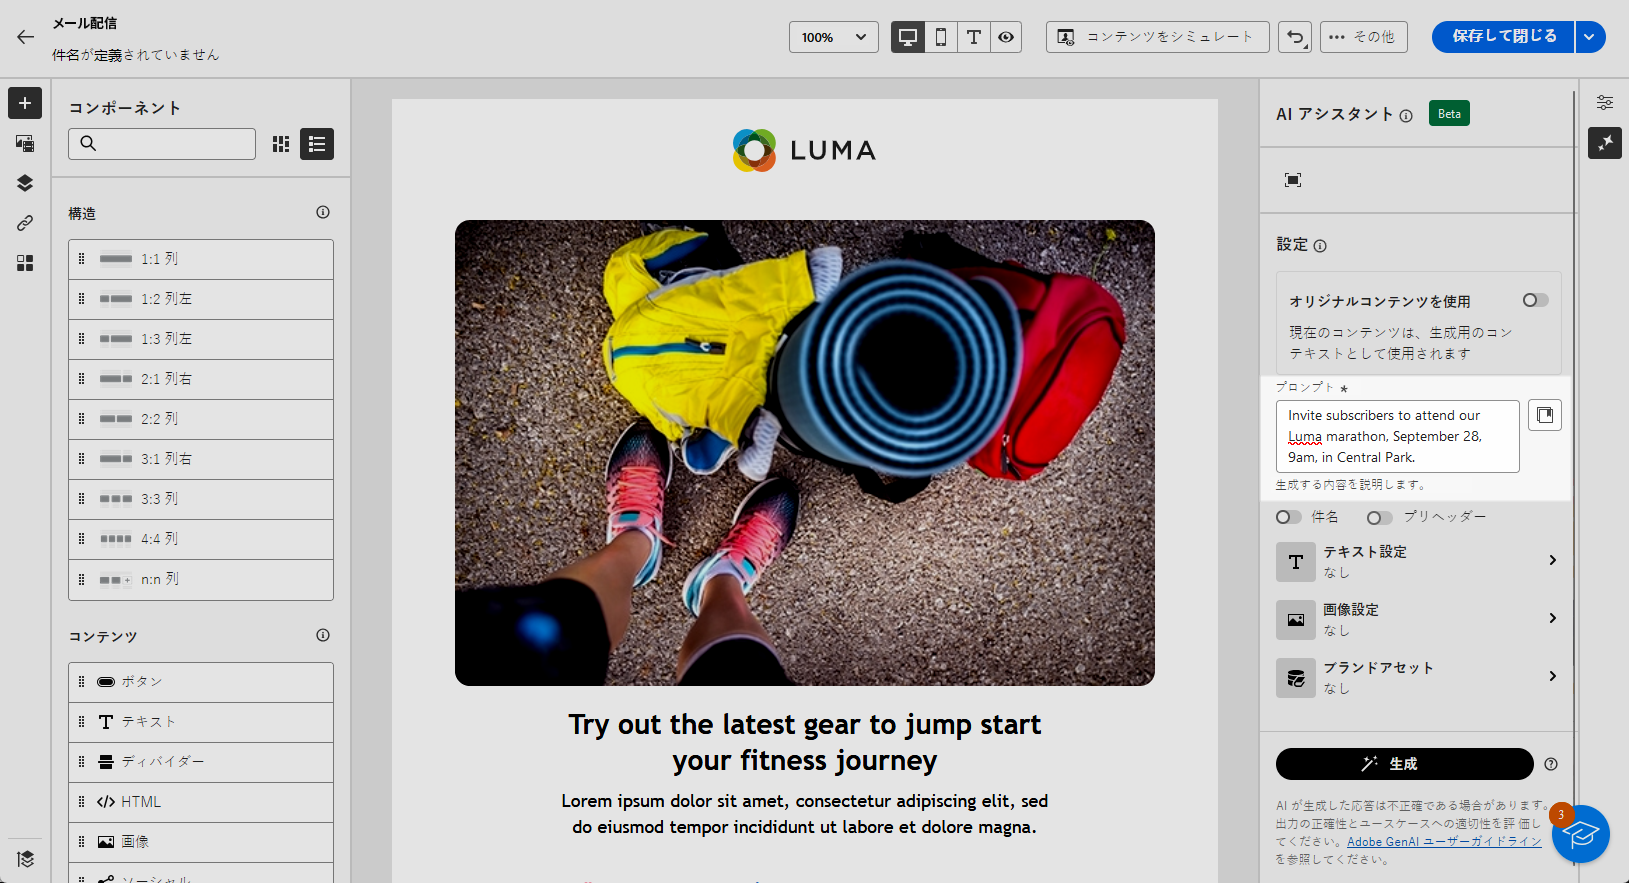 メール配信
件名が定義されていません
100%
コンテンツをシミュレート
その他
保存して閉じる
コンポーネント
構造
1:1 列
1:2 列左
1:3 列左
2:1 列右
2:2 列
3:1 列右
3:3 列
4:4 列
n:n 列
コンテンツ
ボタン
テキスト
ディバイダー
HTML
画像
ソーシャル
LUMA
Try out the latest gear to jump start
your fitness journey
Lorem ipsum dolor sit amet, consectetur adipiscing elit, sed
do eiusmod tempor incididunt ut labore et dolore magna.
AI アシスタント
Beta
設定
オリジナルコンテンツを使用
現在のコンテンツは、生成用のコン
テキストとして使用されます
プロンプト *
Invite subscribers to attend our
Luma marathon, September 28,
9am, in Central Park.
生成する内容を説明します。
件名 プリヘッダー
テキスト設定
なし
画像設定
なし
ブランドアセット
なし
生成
AI が生成した応答は不正確である場合があります。
出力の正確性とユースケースへの適切性を評価し
てください。Adobe GenAI ユーザーガイドライン
を参照してください。
3